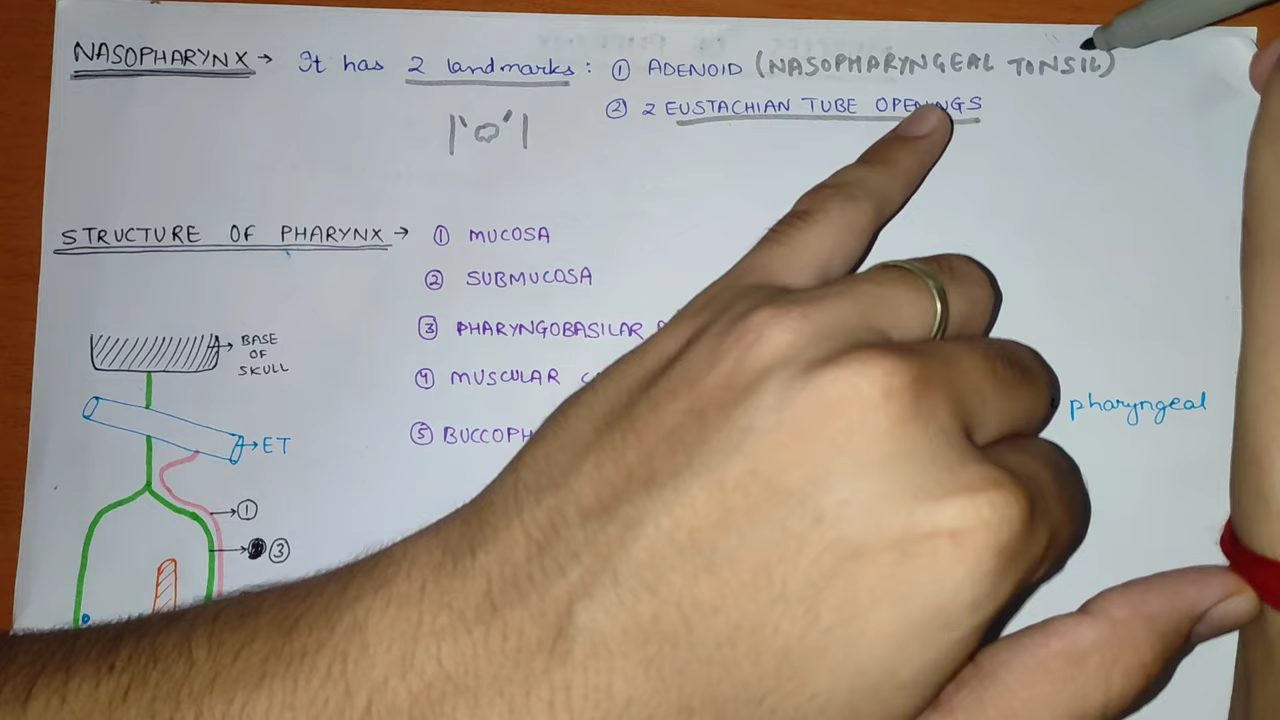 NASOPHARYNX → It has 2 landmarks : ① ADENOID (NASOPHARYNGEAL TONSIL)
② 2 EUSTACHIAN TUBE OPENINGS
STRUCTURE OF PHARYNX → ① MUCOSA
② SUBMUCOSA
③ PHARYNGOBASILAR
④ MUSCULAR
⑤ BUCCOPH
pharyngeal
BASE
OF
SKULL
ET
①
③